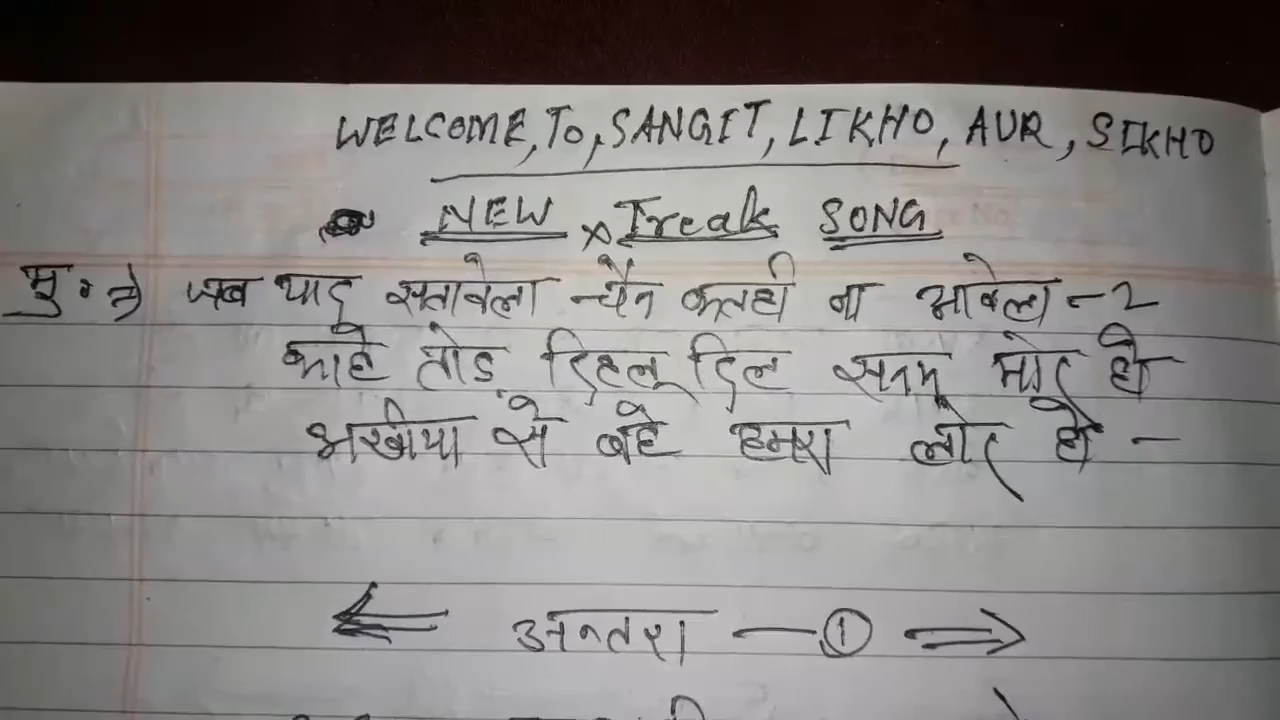 WELCOME, TO, SANGIT, LIKHO, AUR, SIKHO
NEW × Treak SONG
मु॰ ⇒ जब याद सतावेला चैन कतही ना आवेला - 2
काहे तोड़ दिहलू दिल सनम मोर हो
अखीया से बहे हमरा लोर हो -
← अन्तरा — ① ⇒